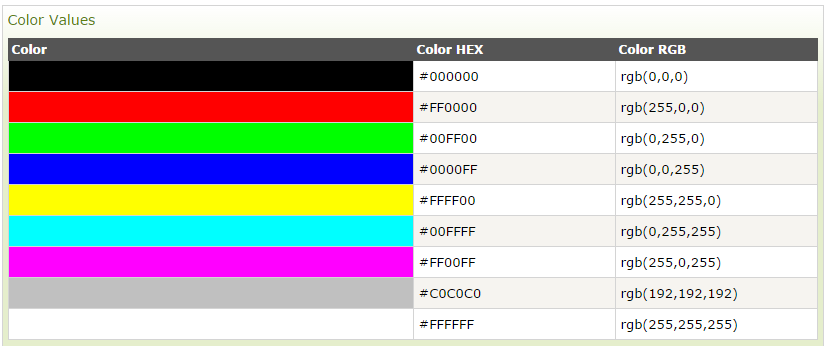 Color Values
Color Color HEX Color RGB
#000000 rgb(0,0,0)
#FF0000 rgb(255,0,0)
#00FF00 rgb(0,255,0)
#0000FF rgb(0,0,255)
#FFFF00 rgb(255,255,0)
#00FFFF rgb(0,255,255)
#FF00FF rgb(255,0,255)
#C0C0C0 rgb(192,192,192)
#FFFFFF rgb(255,255,255)